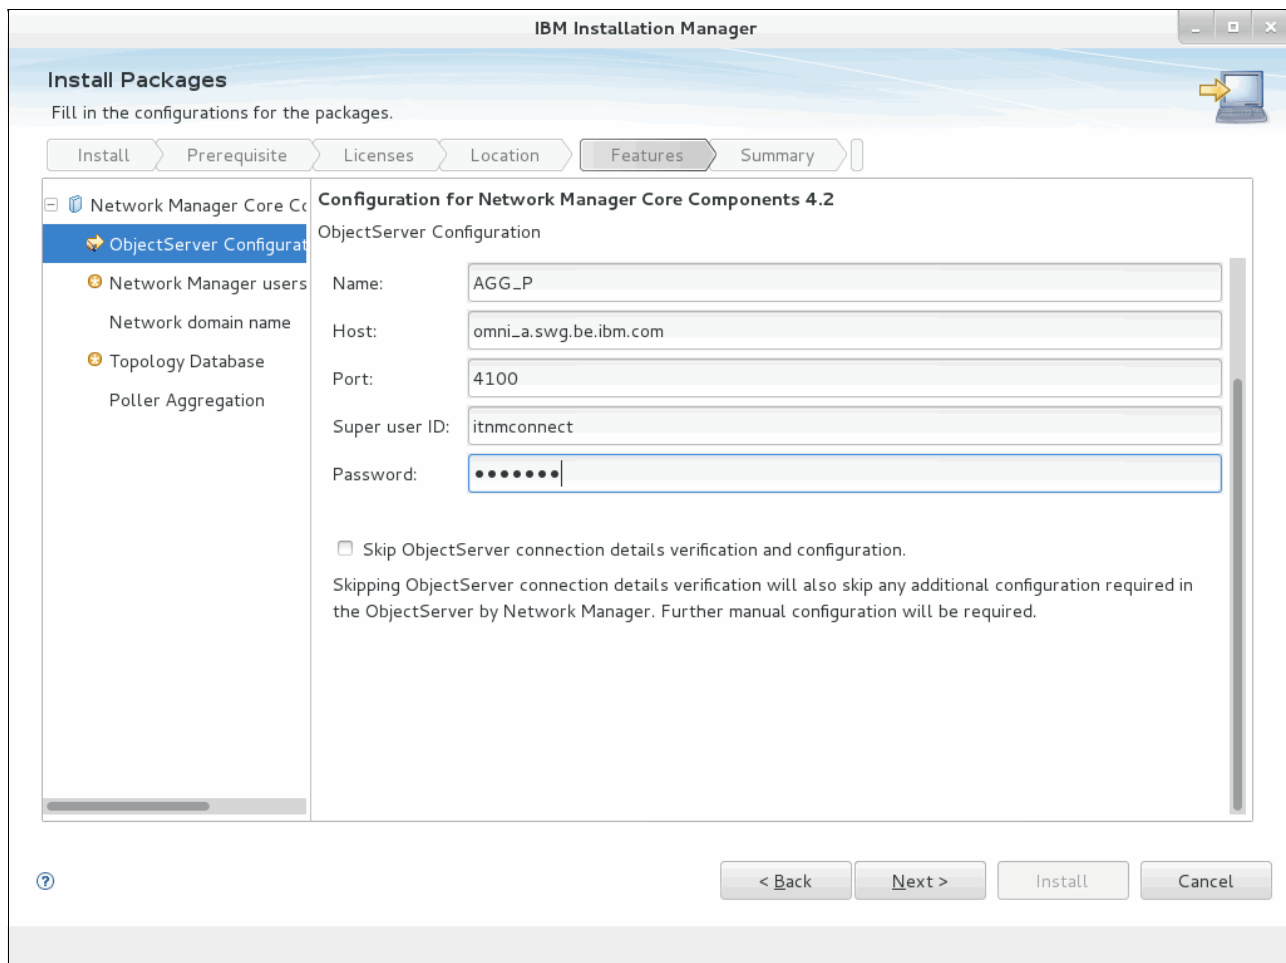 IBM Installation Manager
Install Packages
Fill in the configurations for the packages.
Install Prerequisite Licenses Location Features Summary
Network Manager Core Cc
ObjectServer Configurat
Network Manager users
Network domain name
Topology Database
Poller Aggregation
Configuration for Network Manager Core Components 4.2
ObjectServer Configuration
Name: AGG_P
Host: omni_a.swg.be.ibm.com
Port: 4100
Super user ID: itnmconnect
Password: •••••••
Skip ObjectServer connection details verification and configuration.
Skipping ObjectServer connection details verification will also skip any additional configuration required in
the ObjectServer by Network Manager. Further manual configuration will be required.
< Back Next > Install Cancel